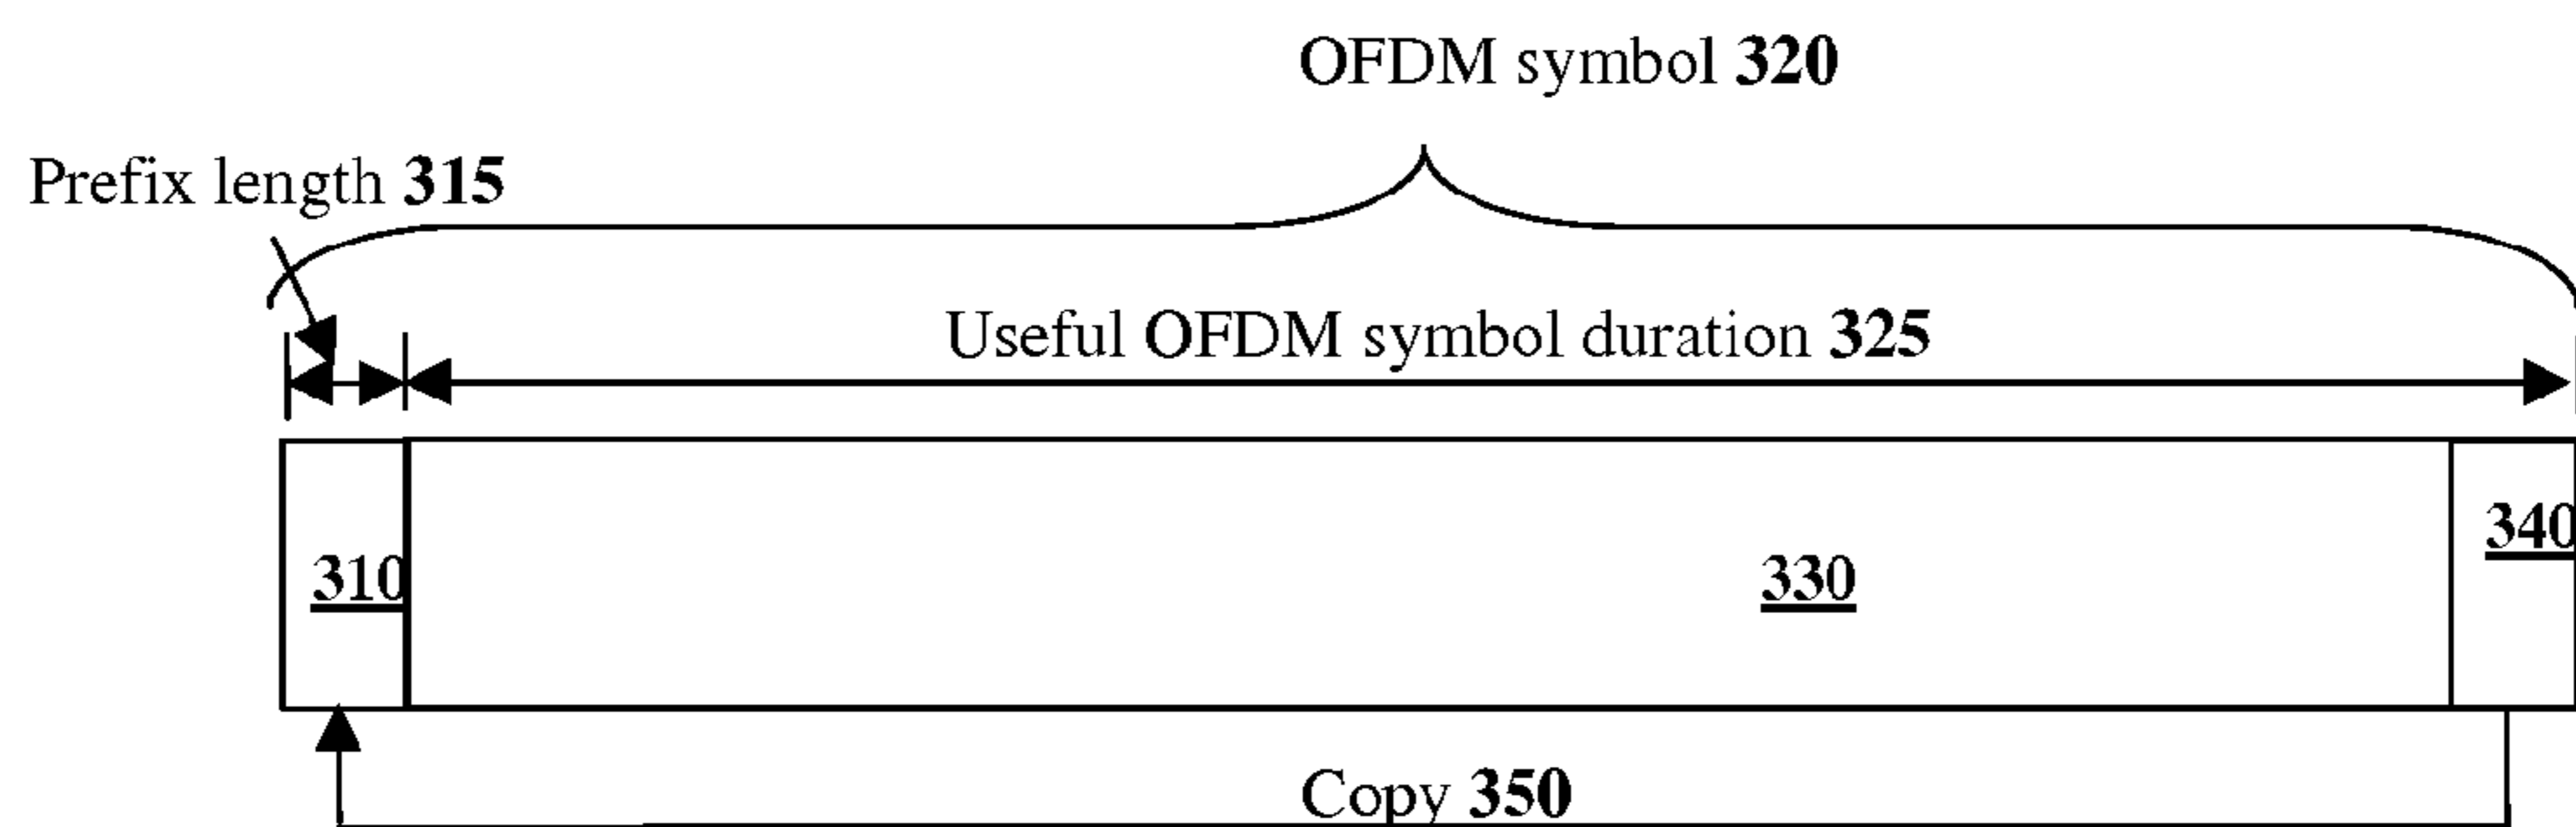 OFDM symbol 320
Prefix length 315
Useful OFDM symbol duration 325
340
310
330
Copy 350